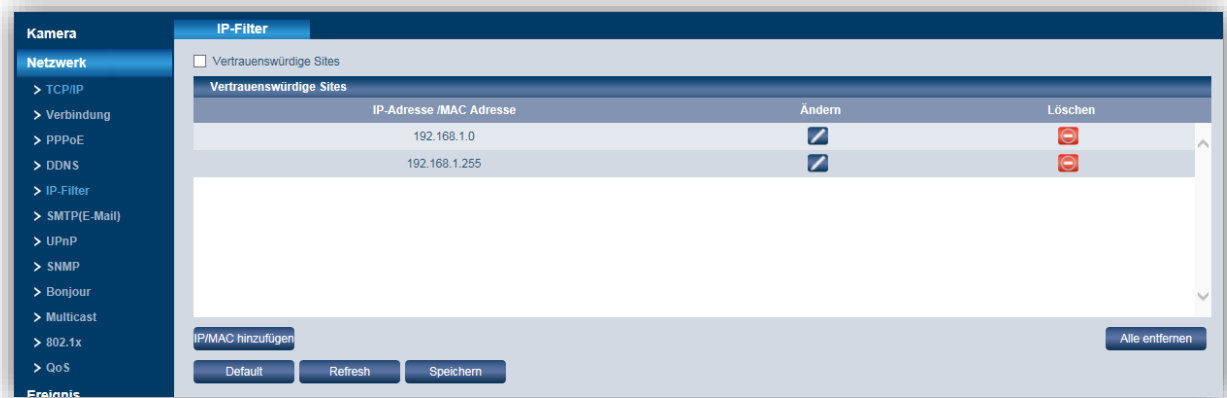 Kamera
Netzwerk
> TCP/IP
> Verbindung
> PPPoE
> DDNS
> IP-Filter
> SMTP(E-Mail)
> UPnP
> SNMP
> Bonjour
> Multicast
> 802.1x
> QoS
Ereignis
IP-Filter
Vertrauenswürdige Sites
Vertrauenswürdige Sites
IP-Adresse /MAC Adresse Ändern Löschen
192.168.1.0
192.168.1.255
IP/MAC hinzufügen Alle entfernen
Default Refresh Speichern